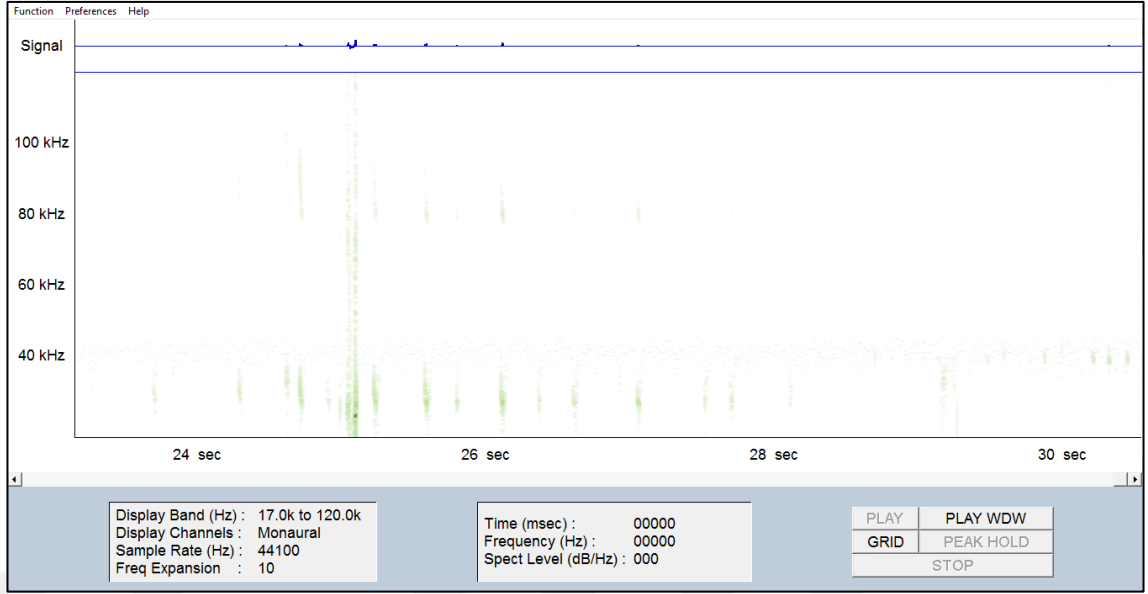 Function Preferences Help
Signal
100 kHz
80 kHz
60 kHz
40 kHz
24 sec 26 sec 28 sec 30 sec
Display Band (Hz) : 17.0k to 120.0k
Display Channels : Monaural
Sample Rate (Hz) : 44100
Freq Expansion : 10
Time (msec) : 00000
Frequency (Hz) : 00000
Spect Level (dB/Hz) : 000
PLAY PLAY WDW
GRID PEAK HOLD
STOP